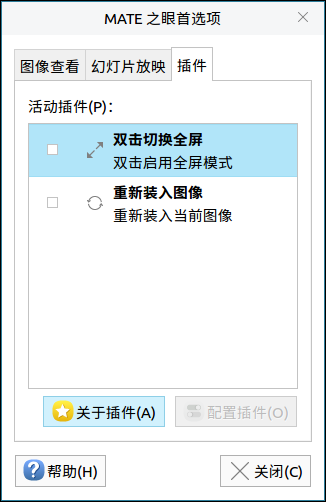 MATE 之眼首选项
图像查看
幻灯片放映
插件
活动插件(P):
双击切换全屏
双击启用全屏模式
重新装入图像
重新装入当前图像
关于插件(A)
配置插件(O)
帮助(H)
关闭(C)